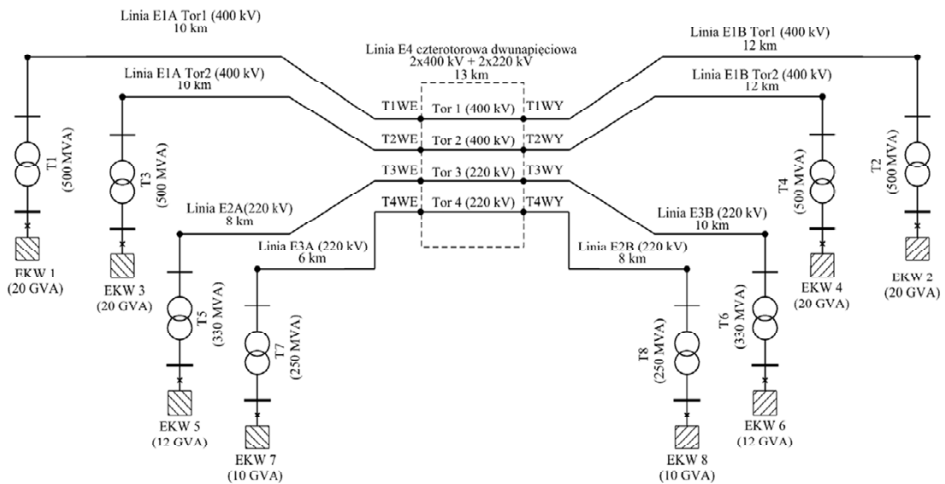 Linia E1A Tor1 (400 kV)
10 km
Linia E1A Tor2 (400 kV)
10 km
Linia E4 czterotorowa dwunapięciowa
2x400 kV + 2x220 kV
13 km
Linia E1B Tor1 (400 kV)
12 km
Linia E1B Tor2 (400 kV)
12 km
T1WE
Tor 1 (400 kV)
T1WY
T2WE
Tor 2 (400 kV)
T2WY
T3WE
Tor 3 (220 kV)
T3WY
T4WE
Tor 4 (220 kV)
T4WY
Linia E2A(220 kV)
8 km
Linia E3A (220 kV)
6 km
Linia E3B (220 kV)
10 km
Linia E2B (220 kV)
8 km
T1
(500 MVA)
T3
(500 MVA)
T5
(330 MVA)
T7
(250 MVA)
T8
(250 MVA)
T6
(330 MVA)
T4
(500 MVA)
T2
(500 MVA)
EKW 1
(20 GVA)
EKW 3
(20 GVA)
EKW 5
(12 GVA)
EKW 7
(10 GVA)
EKW 8
(10 GVA)
EKW 6
(12 GVA)
EKW 4
(20 GVA)
EKW 2
(20 GVA)